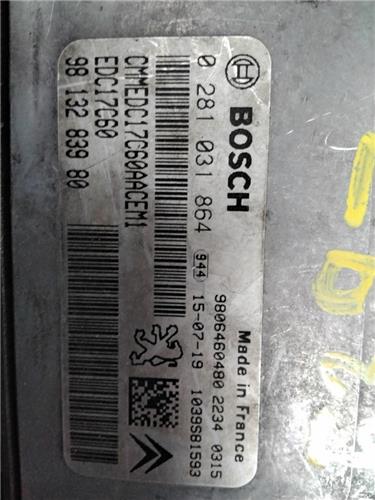 BOSCH
0 281 031 864
CMMEDC17C60AACEM1
EDC17C60
98 132 839 80
944
15-07-19
Made in France
9806460480 2234 0315
1039S81593